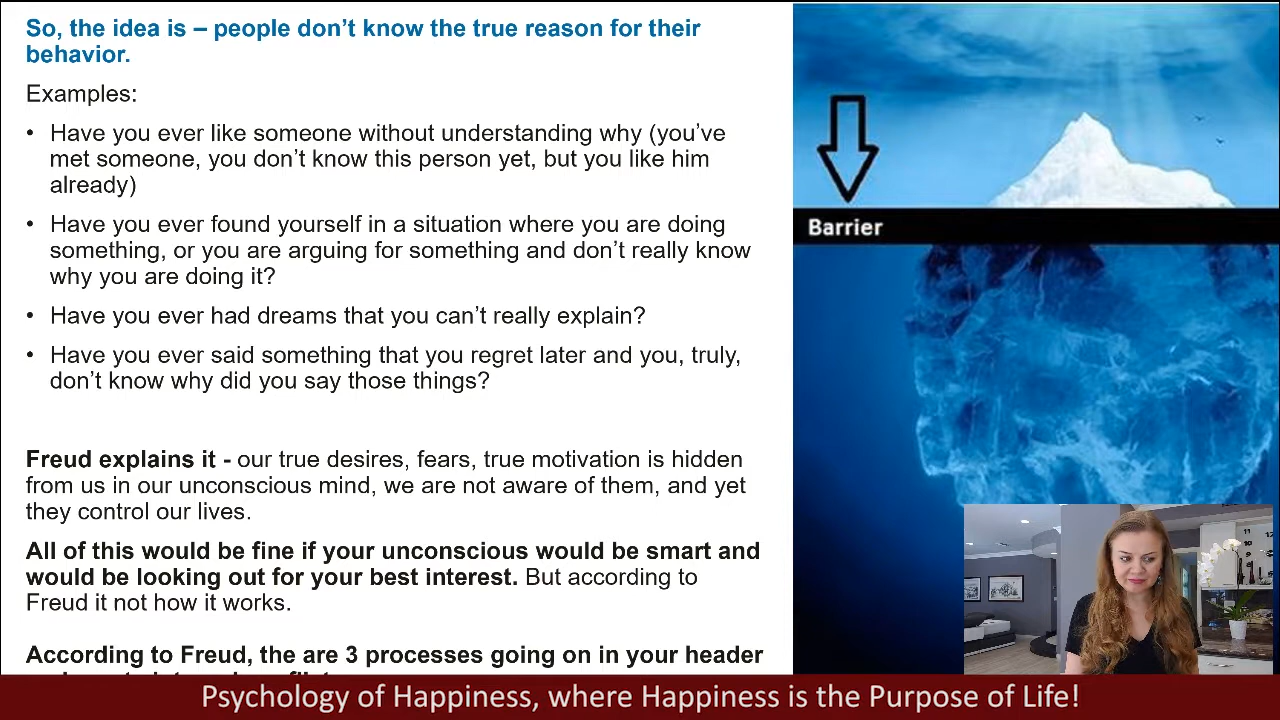 So, the idea is – people don’t know the true reason for their
behavior.
Examples:
• Have you ever like someone without understanding why (you’ve
met someone, you don’t know this person yet, but you like him
already)
• Have you ever found yourself in a situation where you are doing
something, or you are arguing for something and don’t really know
why you are doing it?
• Have you ever had dreams that you can’t really explain?
• Have you ever said something that you regret later and you, truly,
don’t know why did you say those things?
Freud explains it - our true desires, fears, true motivation is hidden
from us in our unconscious mind, we are not aware of them, and yet
they control our lives.
All of this would be fine if your unconscious would be smart and
would be looking out for your best interest. But according to
Freud it not how it works.
According to Freud, the are 3 processes going on in your header
Barrier
Psychology of Happiness, where Happiness is the Purpose of Life!